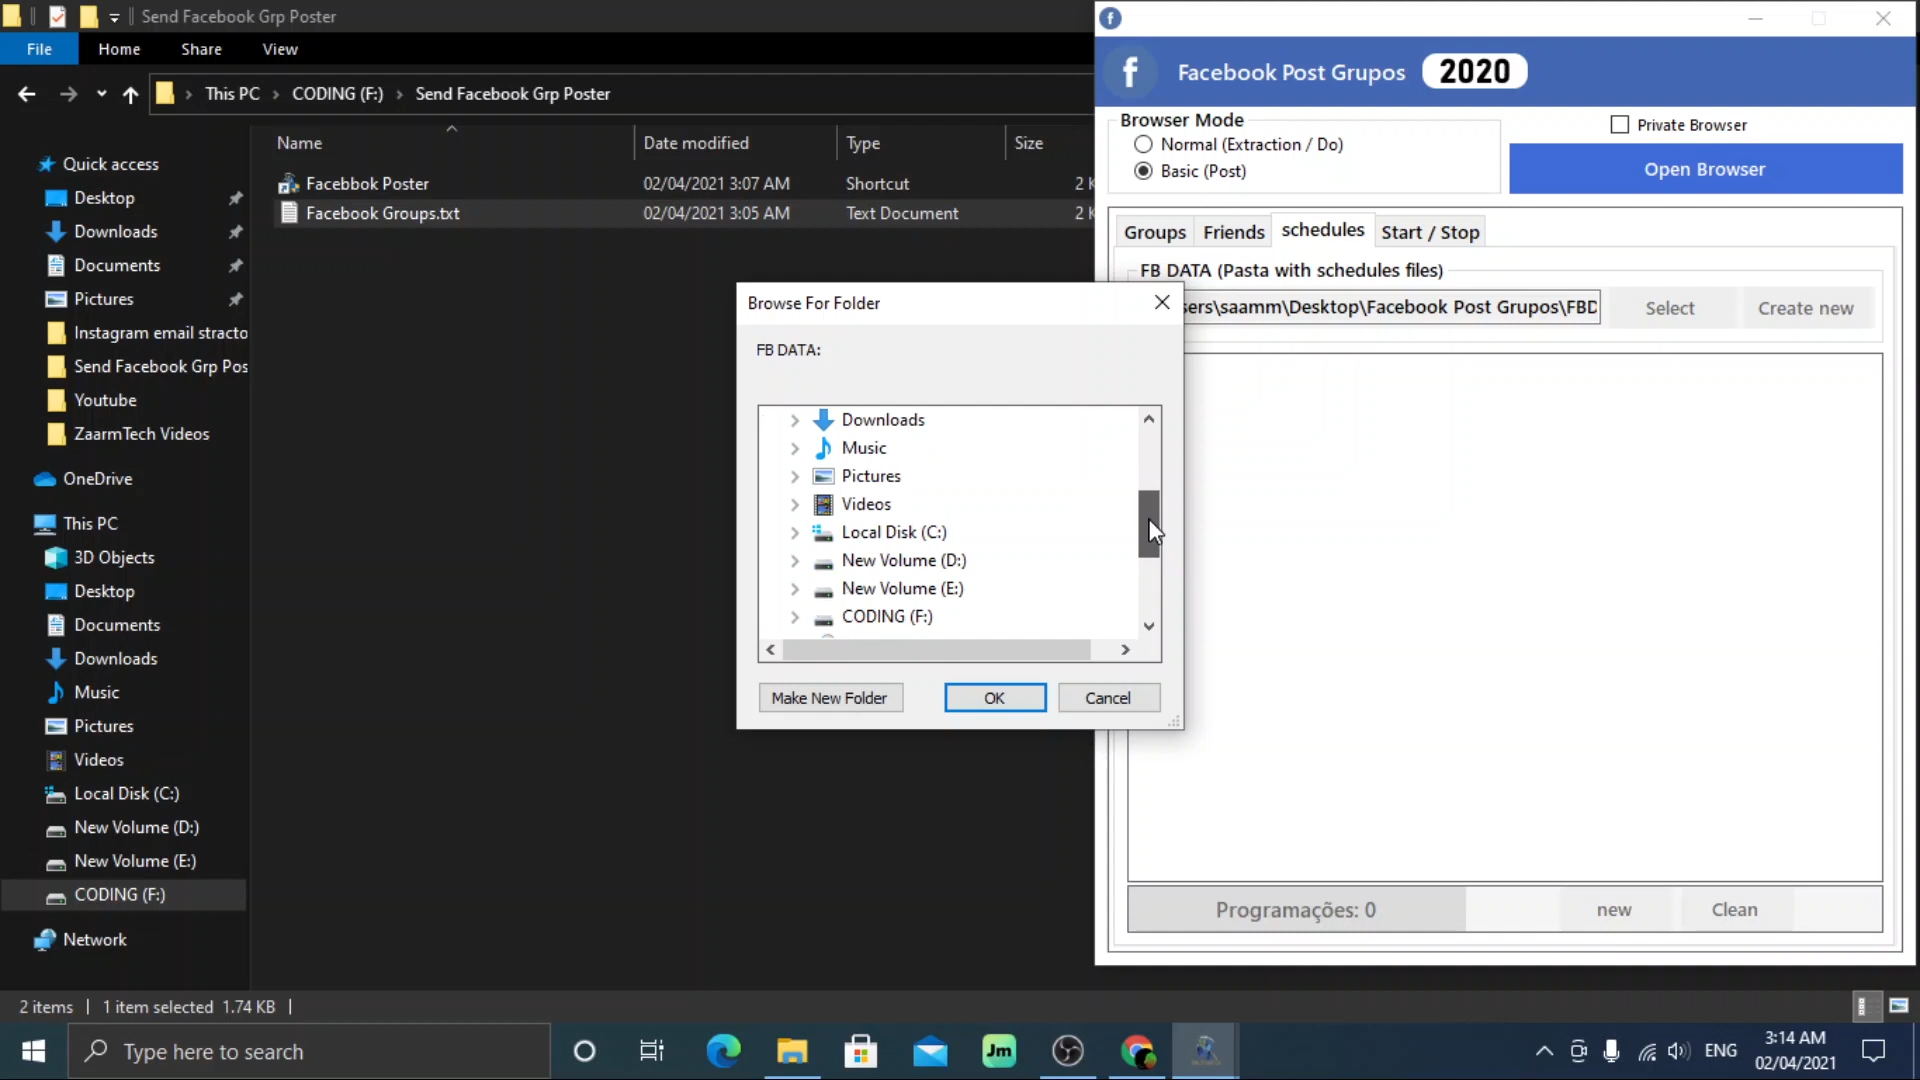 Send Facebook Grp Poster
File Home Share View
This PC > CODING (F:) > Send Facebook Grp Poster
Name Date modified Type Size
Facebbok Poster 02/04/2021 3:07 AM Shortcut 2 K
Facebook Groups.txt 02/04/2021 3:05 AM Text Document 2 K
Quick access
Desktop
Downloads
Documents
Pictures
Instagram email stracto
Send Facebook Grp Pos
Youtube
ZaarmTech Videos
OneDrive
This PC
3D Objects
Desktop
Documents
Downloads
Music
Pictures
Videos
Local Disk (C:)
New Volume (D:)
New Volume (E:)
CODING (F:)
Network
2 items | 1 item selected 1.74 KB |
Facebook Post Grupos 2020
Browser Mode
Normal (Extraction / Do)
Basic (Post)
Private Browser
Open Browser
Groups Friends schedules Start / Stop
FB DATA (Pasta with schedules files)
sers\saamm\Desktop\Facebook Post Grupos\FBD
Select Create new
Programações: 0 new Clean
Browse For Folder
FB DATA:
Downloads
Music
Pictures
Videos
Local Disk (C:)
New Volume (D:)
New Volume (E:)
CODING (F:)
Make New Folder OK Cancel
Type here to search
Jm
ENG
3:14 AM
02/04/2021